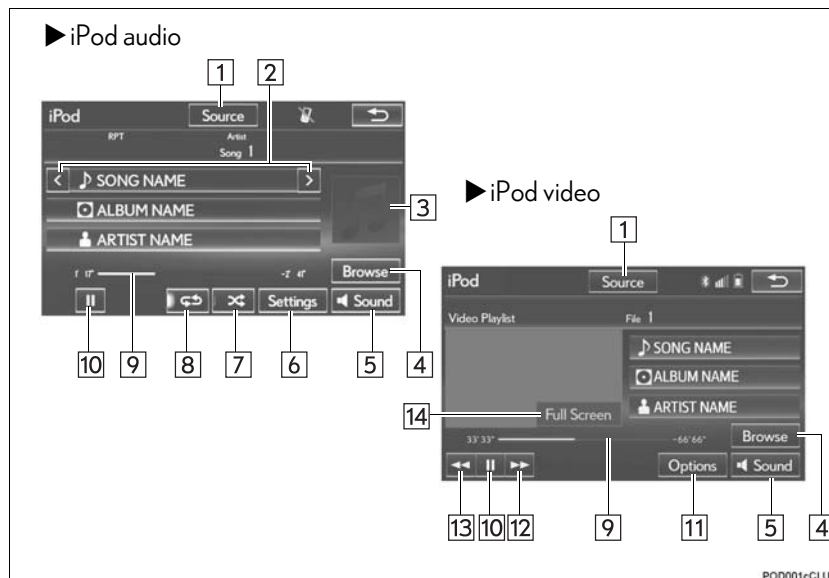 ▶iPod audio
1 2
iPod Source
RPT Artist
Song 1
SONG NAME
ALBUM NAME
ARTIST NAME
3
Browse
Settings Sound
10 9 8 7 6 5 4
▶iPod video
1
iPod Source
Video Playlist File 1
SONG NAME
ALBUM NAME
ARTIST NAME
14 Full Screen
33'33" -66'66" Browse
Options Sound
13 10 12 9 11 5 4